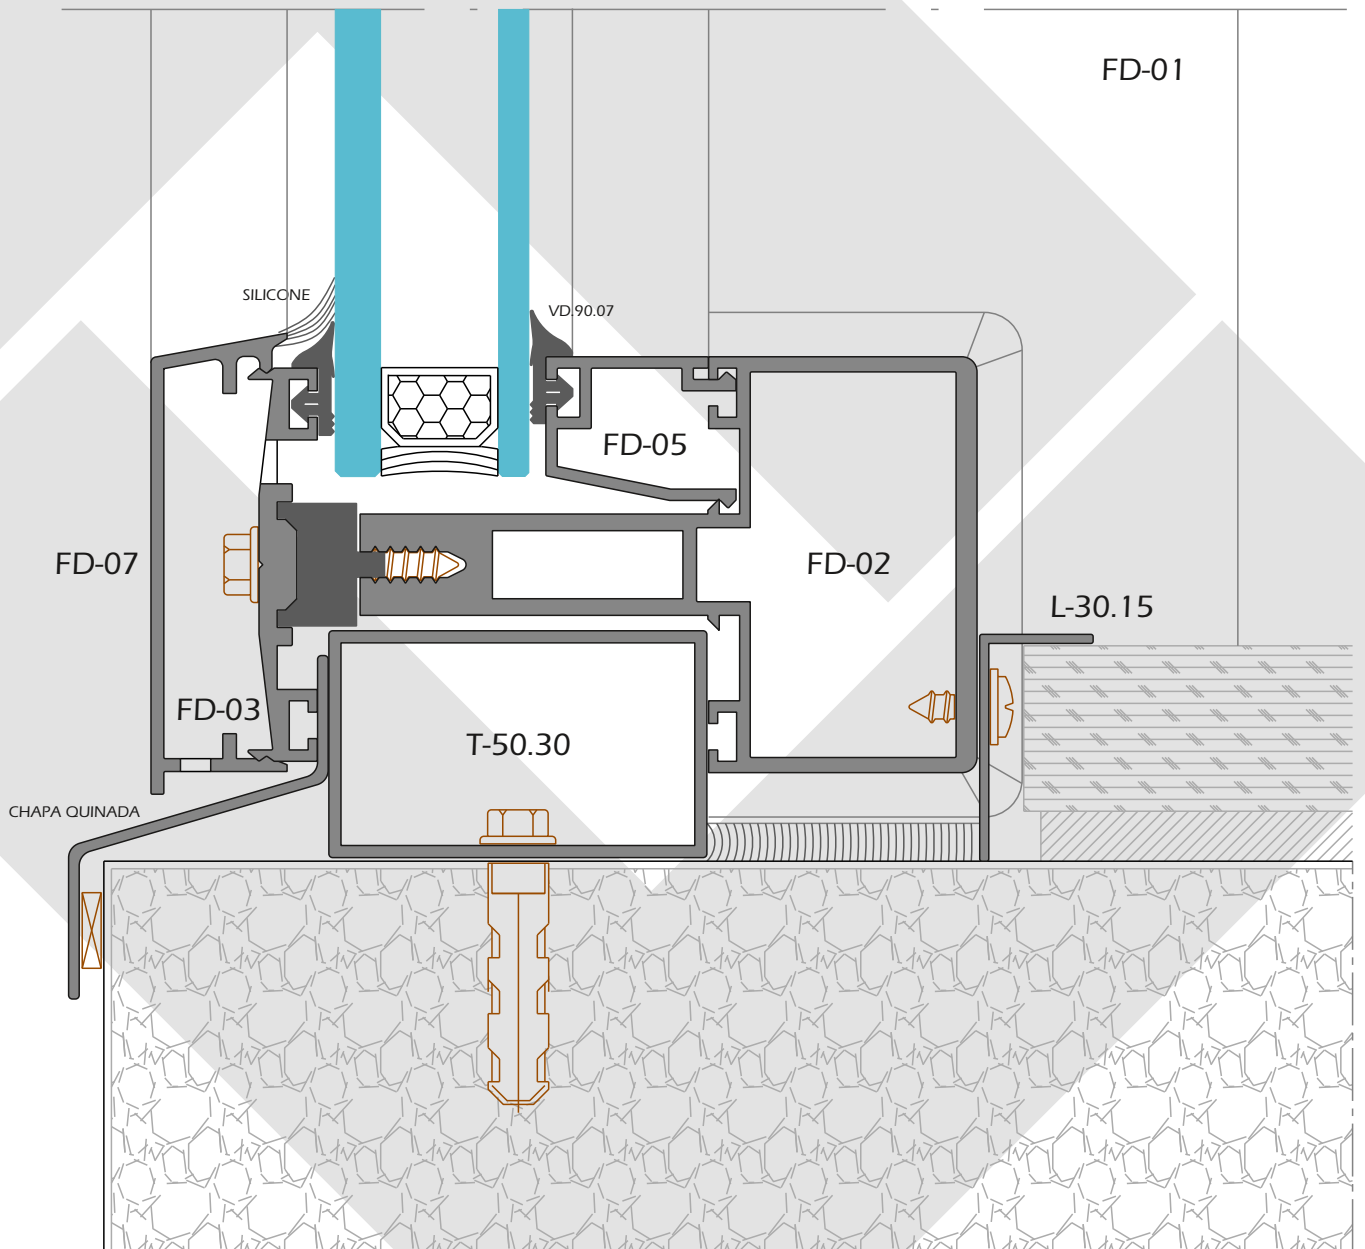 FD-01
SILICONE
VD.90.07
FD-05
FD-07
FD-02
L-30.15
FD-03
T-50.30
CHAPA QUINADA